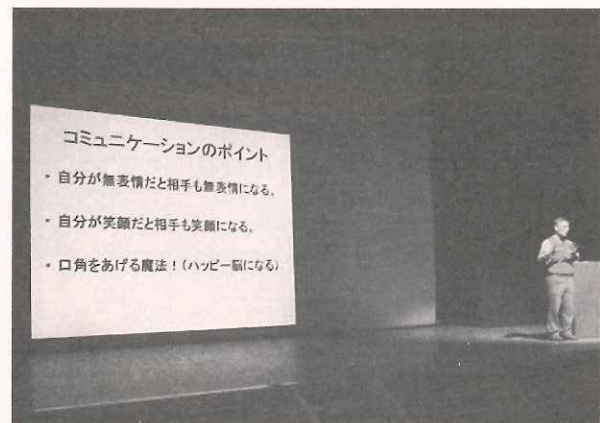 コミュニケーションのポイント
・自分が無表情だと相手も無表情になる。
・自分が笑顔だと相手も笑顔になる。
・口角をあげる魔法！(ハッピー脳になる)